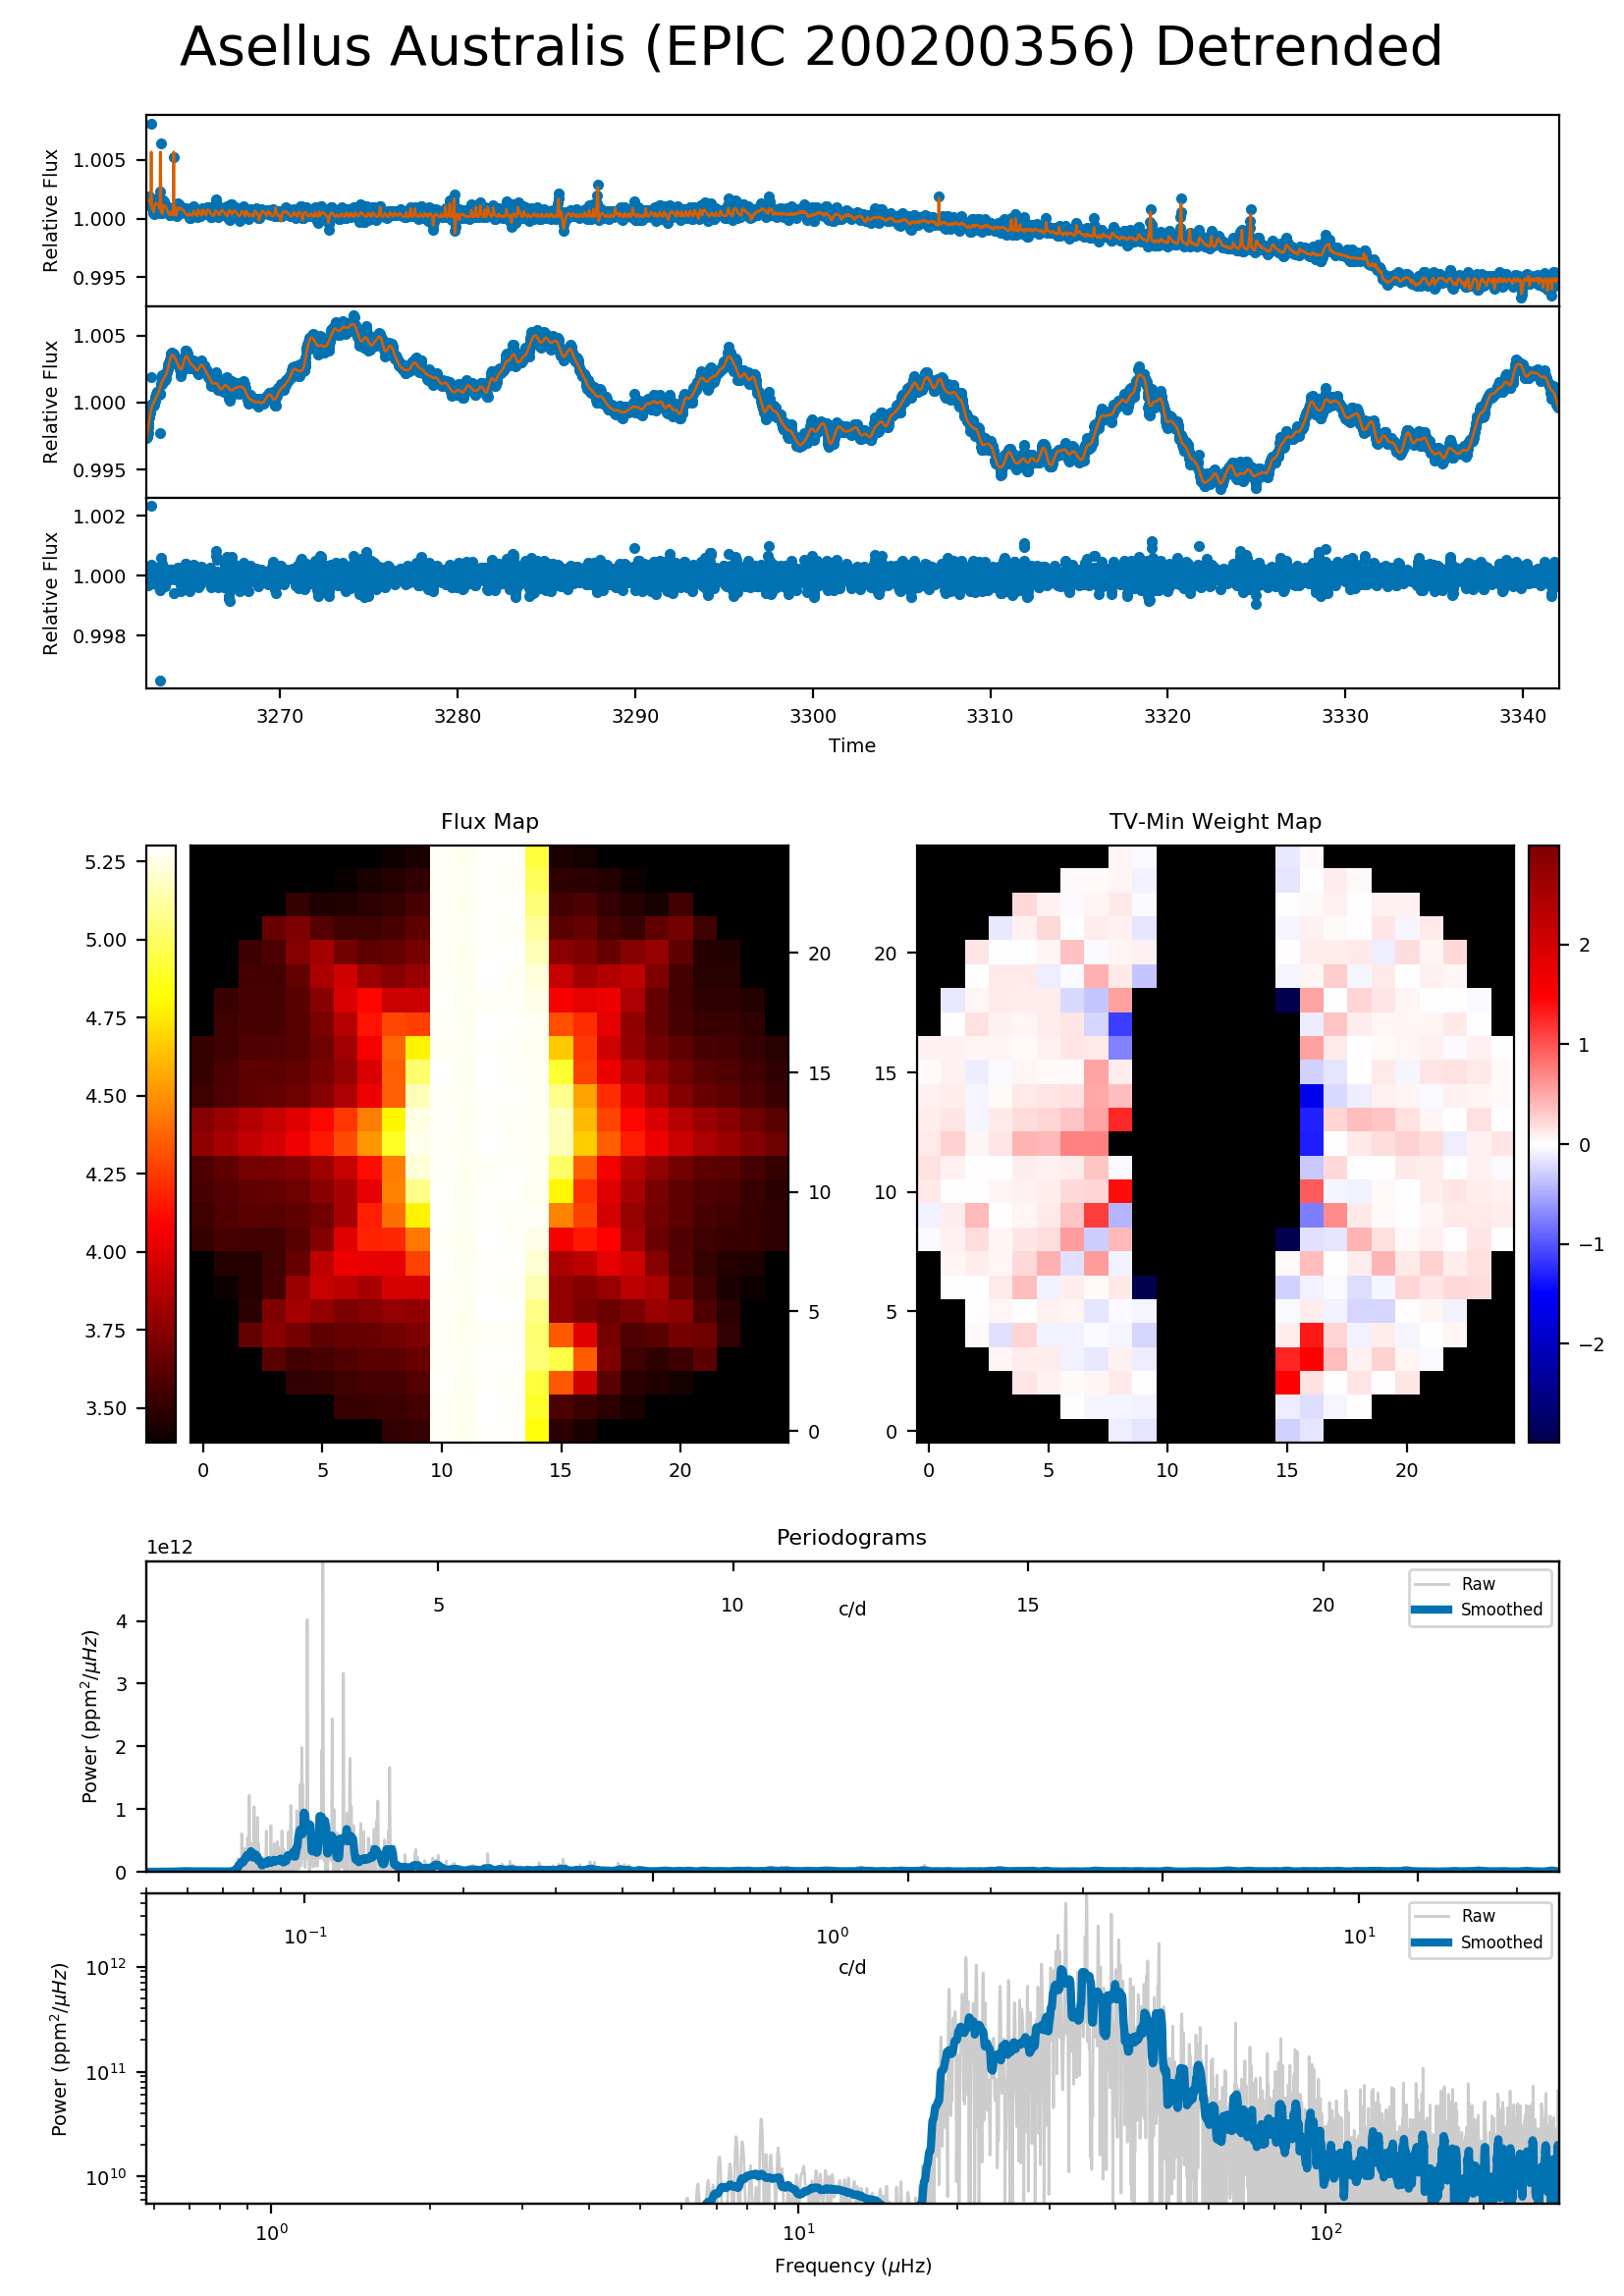 Asellus Australis (EPIC 200200356) Detrended
Relative Flux
1.005
1.000
0.995
Relative Flux
1.005
1.000
0.995
Relative Flux
1.002
1.000
0.998
3270 3280 3290 3300 3310 3320 3330 3340
Time
Flux Map
5.25
5.00
4.75
4.50
4.25
4.00
3.75
3.50
20
15
10
5
0
0 5 10 15 20
TV-Min Weight Map
20
15
10
5
0
0 5 10 15 20
2
1
0
−1
−2
Periodograms
1e12
Power (ppm²/μHz)
4
3
2
1
0
5 10 15 20
c/d
Raw
Smoothed
Power (ppm²/μHz)
10¹²
10¹¹
10¹⁰
10⁻¹ 10⁰ 10¹
c/d
Raw
Smoothed
10⁰ 10¹ 10²
Frequency (μHz)